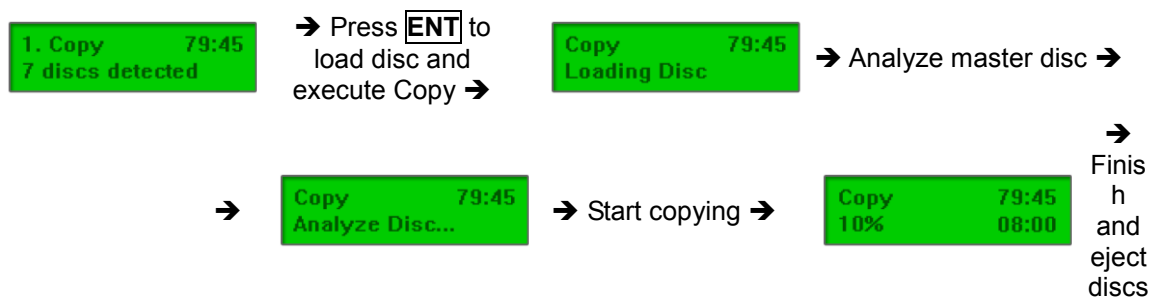 1. Copy 79:45
7 discs detected
➔ Press ENT to
load disc and
execute Copy ➔
Copy 79:45
Loading Disc
➔ Analyze master disc ➔
➔
Copy 79:45
Analyze Disc...
➔ Start copying ➔
Copy 79:45
10% 08:00
➔
Finis
h
and
eject
discs